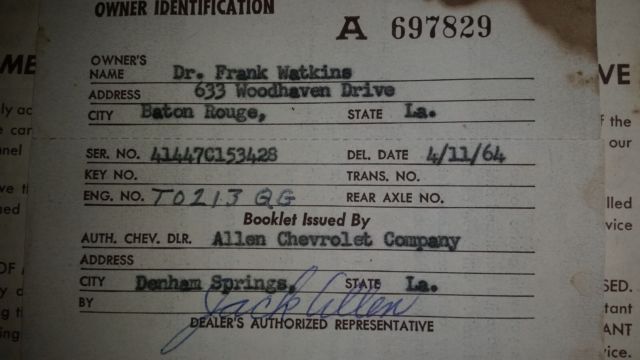 OWNER IDENTIFICATION
A 697829
OWNER'S
NAME Dr. Frank Watkins
ADDRESS 633 Woodhaven Drive
CITY Baton Rouge, STATE La.
SER. NO. 41447C153428 DEL. DATE 4/11/64
KEY NO. TRANS. NO.
ENG. NO. T0213 QG REAR AXLE NO.
Booklet Issued By
AUTH. CHEV. DLR. Allen Chevrolet Company
ADDRESS
CITY Denham Springs, STATE La.
BY Jack Allen
DEALER'S AUTHORIZED REPRESENTATIVE